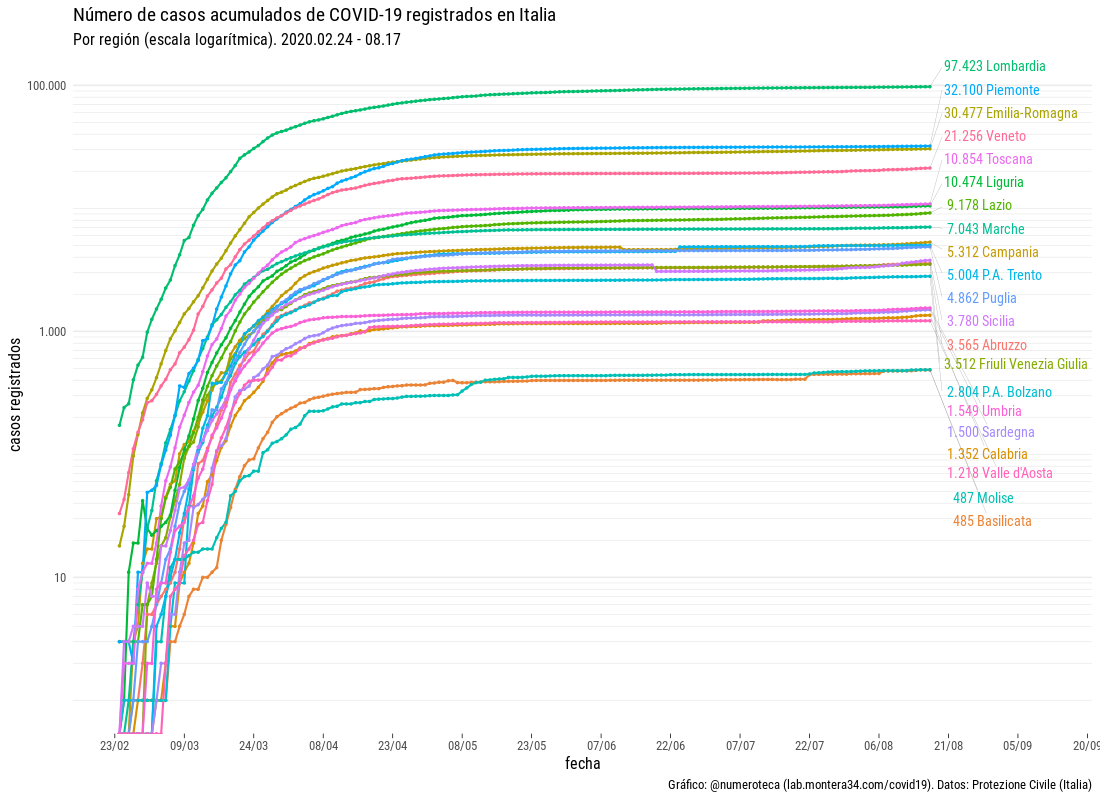 Número de casos acumulados de COVID-19 registrados en Italia
Por región (escala logarítmica). 2020.02.24 - 08.17
100.000
1.000
10
casos registrados
97.423 Lombardia
32.100 Piemonte
30.477 Emilia-Romagna
21.256 Veneto
10.854 Toscana
10.474 Liguria
9.178 Lazio
7.043 Marche
5.312 Campania
5.004 P.A. Trento
4.862 Puglia
3.780 Sicilia
3.565 Abruzzo
3.512 Friuli Venezia Giulia
2.804 P.A. Bolzano
1.549 Umbria
1.500 Sardegna
1.352 Calabria
1.218 Valle d'Aosta
487 Molise
485 Basilicata
23/02 09/03 24/03 08/04 23/04 08/05 23/05 07/06 22/06 07/07 22/07 06/08 21/08 05/09 20/09
fecha
Gráfico: @numeroteca (lab.montera34.com/covid19). Datos: Protezione Civile (Italia)